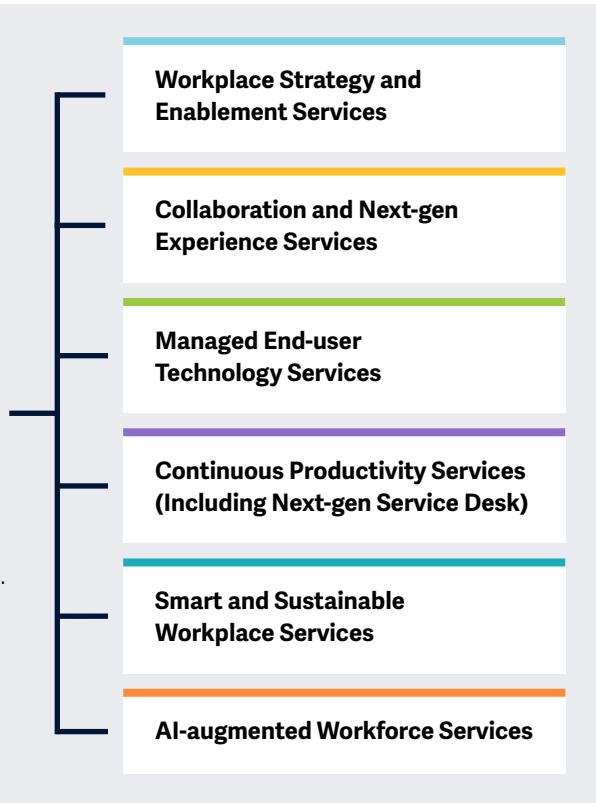 Workplace Strategy and
Enablement Services
Collaboration and Next-gen
Experience Services
Managed End-user
Technology Services
Continuous Productivity Services
(Including Next-gen Service Desk)
.
Smart and Sustainable
Workplace Services
AI-augmented Workforce Services